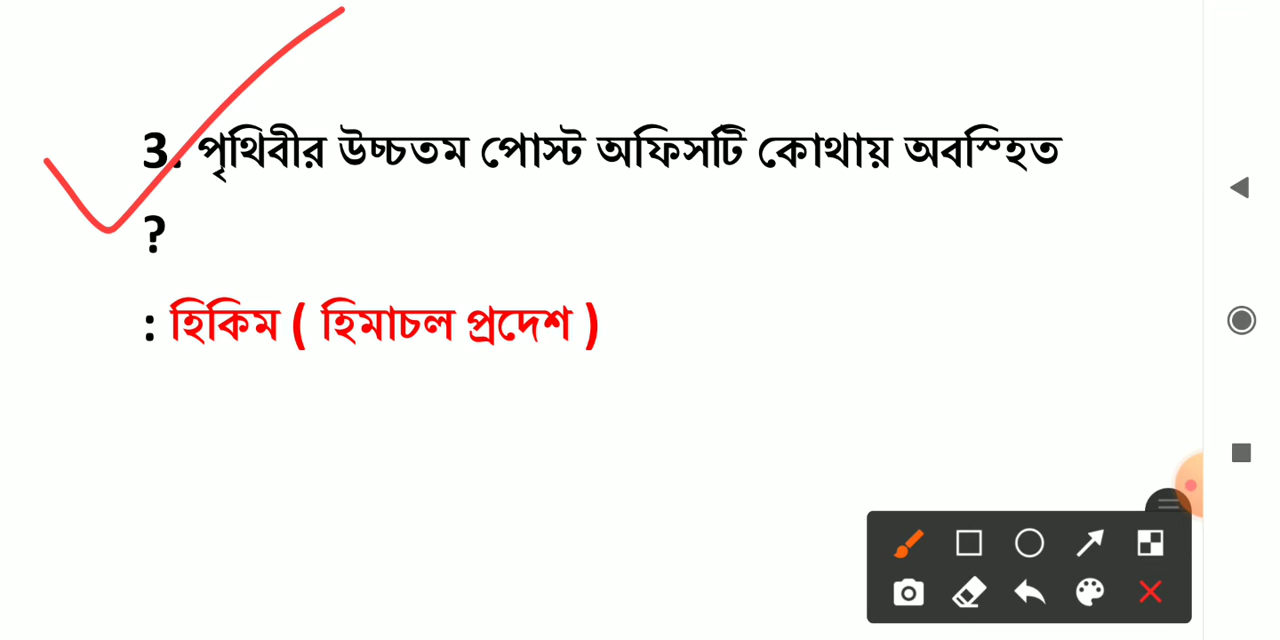 3. পৃথিবীর উচ্চতম পোস্ট অফিসটি কোথায় অবস্হিত
?
: হিকিম ( হিমাচল প্রদেশ )